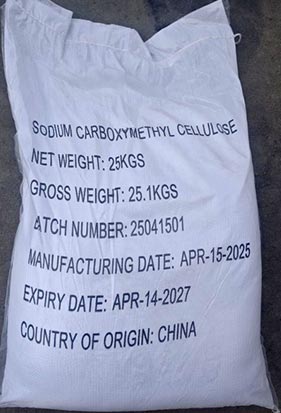 SODIUM CARBOXYMETHYL CELLULOSE
NET WEIGHT: 25KGS
GROSS WEIGHT: 25.1KGS
BATCH NUMBER: 25041501
MANUFACTURING DATE: APR-15-2025
EXPIRY DATE: APR-14-2027
COUNTRY OF ORIGIN: CHINA